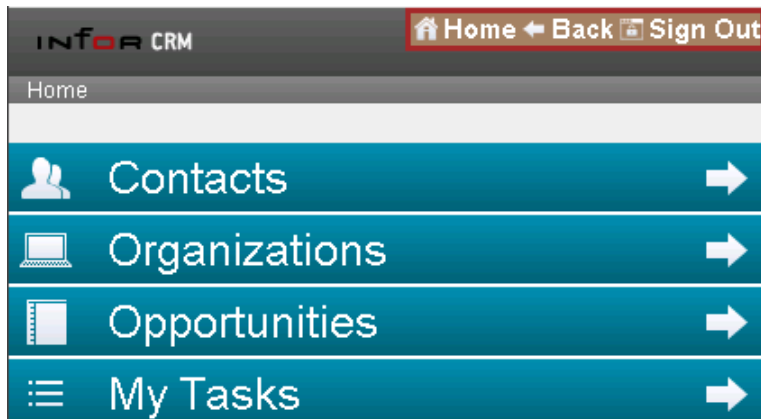 Infor CRM
Home Back Sign Out
Home
Contacts
Organizations
Opportunities
My Tasks